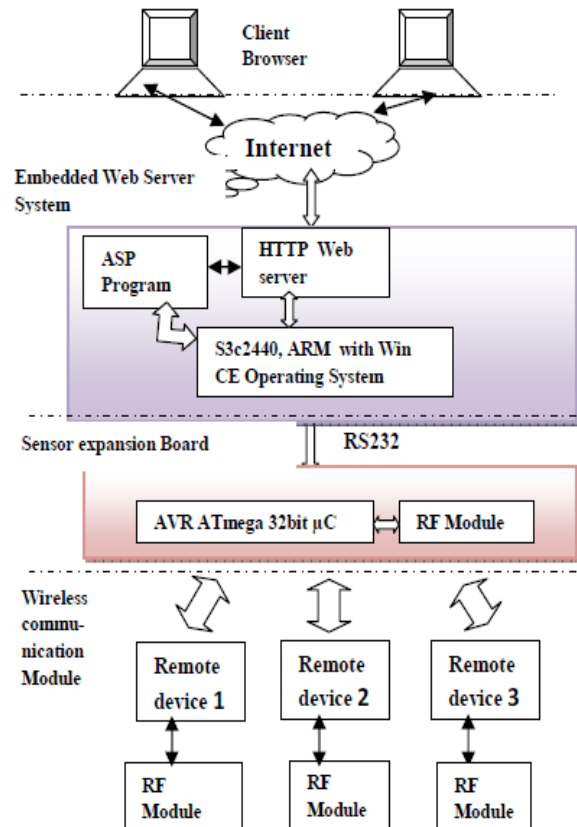 Client
Browser
Internet
Embedded Web Server
System
ASP
Program
HTTP Web
server
S3c2440, ARM with Win
CE Operating System
Sensor expansion Board
RS232
AVR ATmega 32bit µC
RF Module
Wireless
commu-
nication
Module
Remote
device 1
Remote
device 2
Remote
device 3
RF
Module
RF
Module
RF
Module